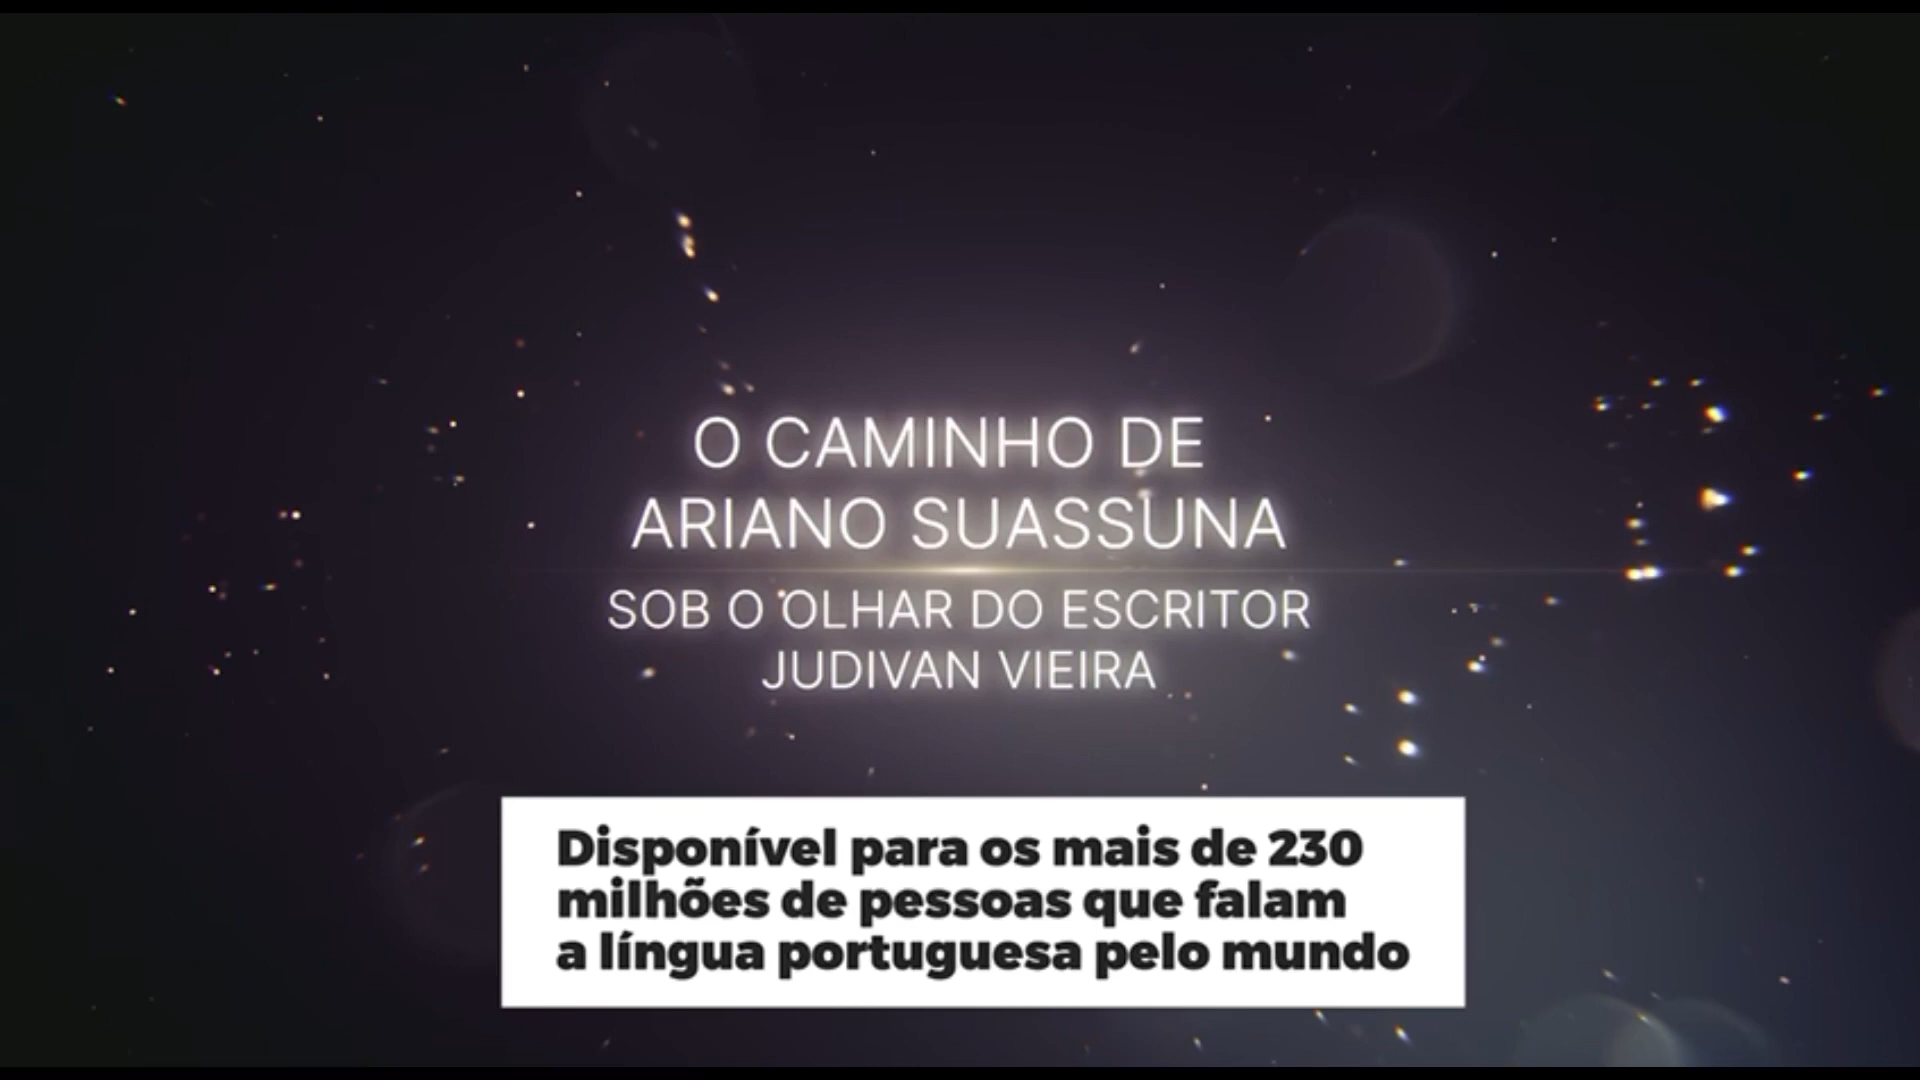 O CAMINHO DE
ARIANO SUASSUNA
SOB O OLHAR DO ESCRITOR
JUDIVAN VIEIRA
Disponível para os mais de 230
milhões de pessoas que falam
a língua portuguesa pelo mundo